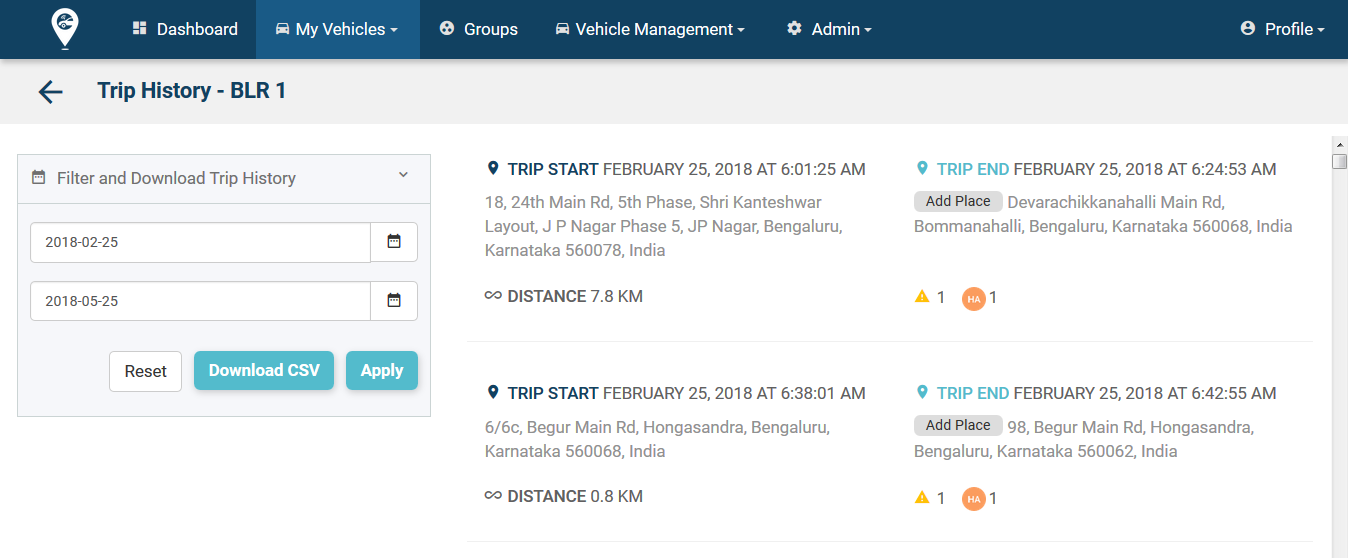 Dashboard My Vehicles Groups Vehicle Management Admin Profile
Trip History - BLR 1
Filter and Download Trip History
2018-02-25
2018-05-25
Reset Download CSV Apply
TRIP START FEBRUARY 25, 2018 AT 6:01:25 AM
18, 24th Main Rd, 5th Phase, Shri Kanteshwar
Layout, J P Nagar Phase 5, JP Nagar, Bengaluru,
Karnataka 560078, India
DISTANCE 7.8 KM
TRIP END FEBRUARY 25, 2018 AT 6:24:53 AM
Add Place Devarachikkanahalli Main Rd,
Bommanahalli, Bengaluru, Karnataka 560068, India
1 HA 1
TRIP START FEBRUARY 25, 2018 AT 6:38:01 AM
6/6c, Begur Main Rd, Hongasandra, Bengaluru,
Karnataka 560068, India
DISTANCE 0.8 KM
TRIP END FEBRUARY 25, 2018 AT 6:42:55 AM
Add Place 98, Begur Main Rd, Hongasandra,
Bengaluru, Karnataka 560062, India
1 HA 1